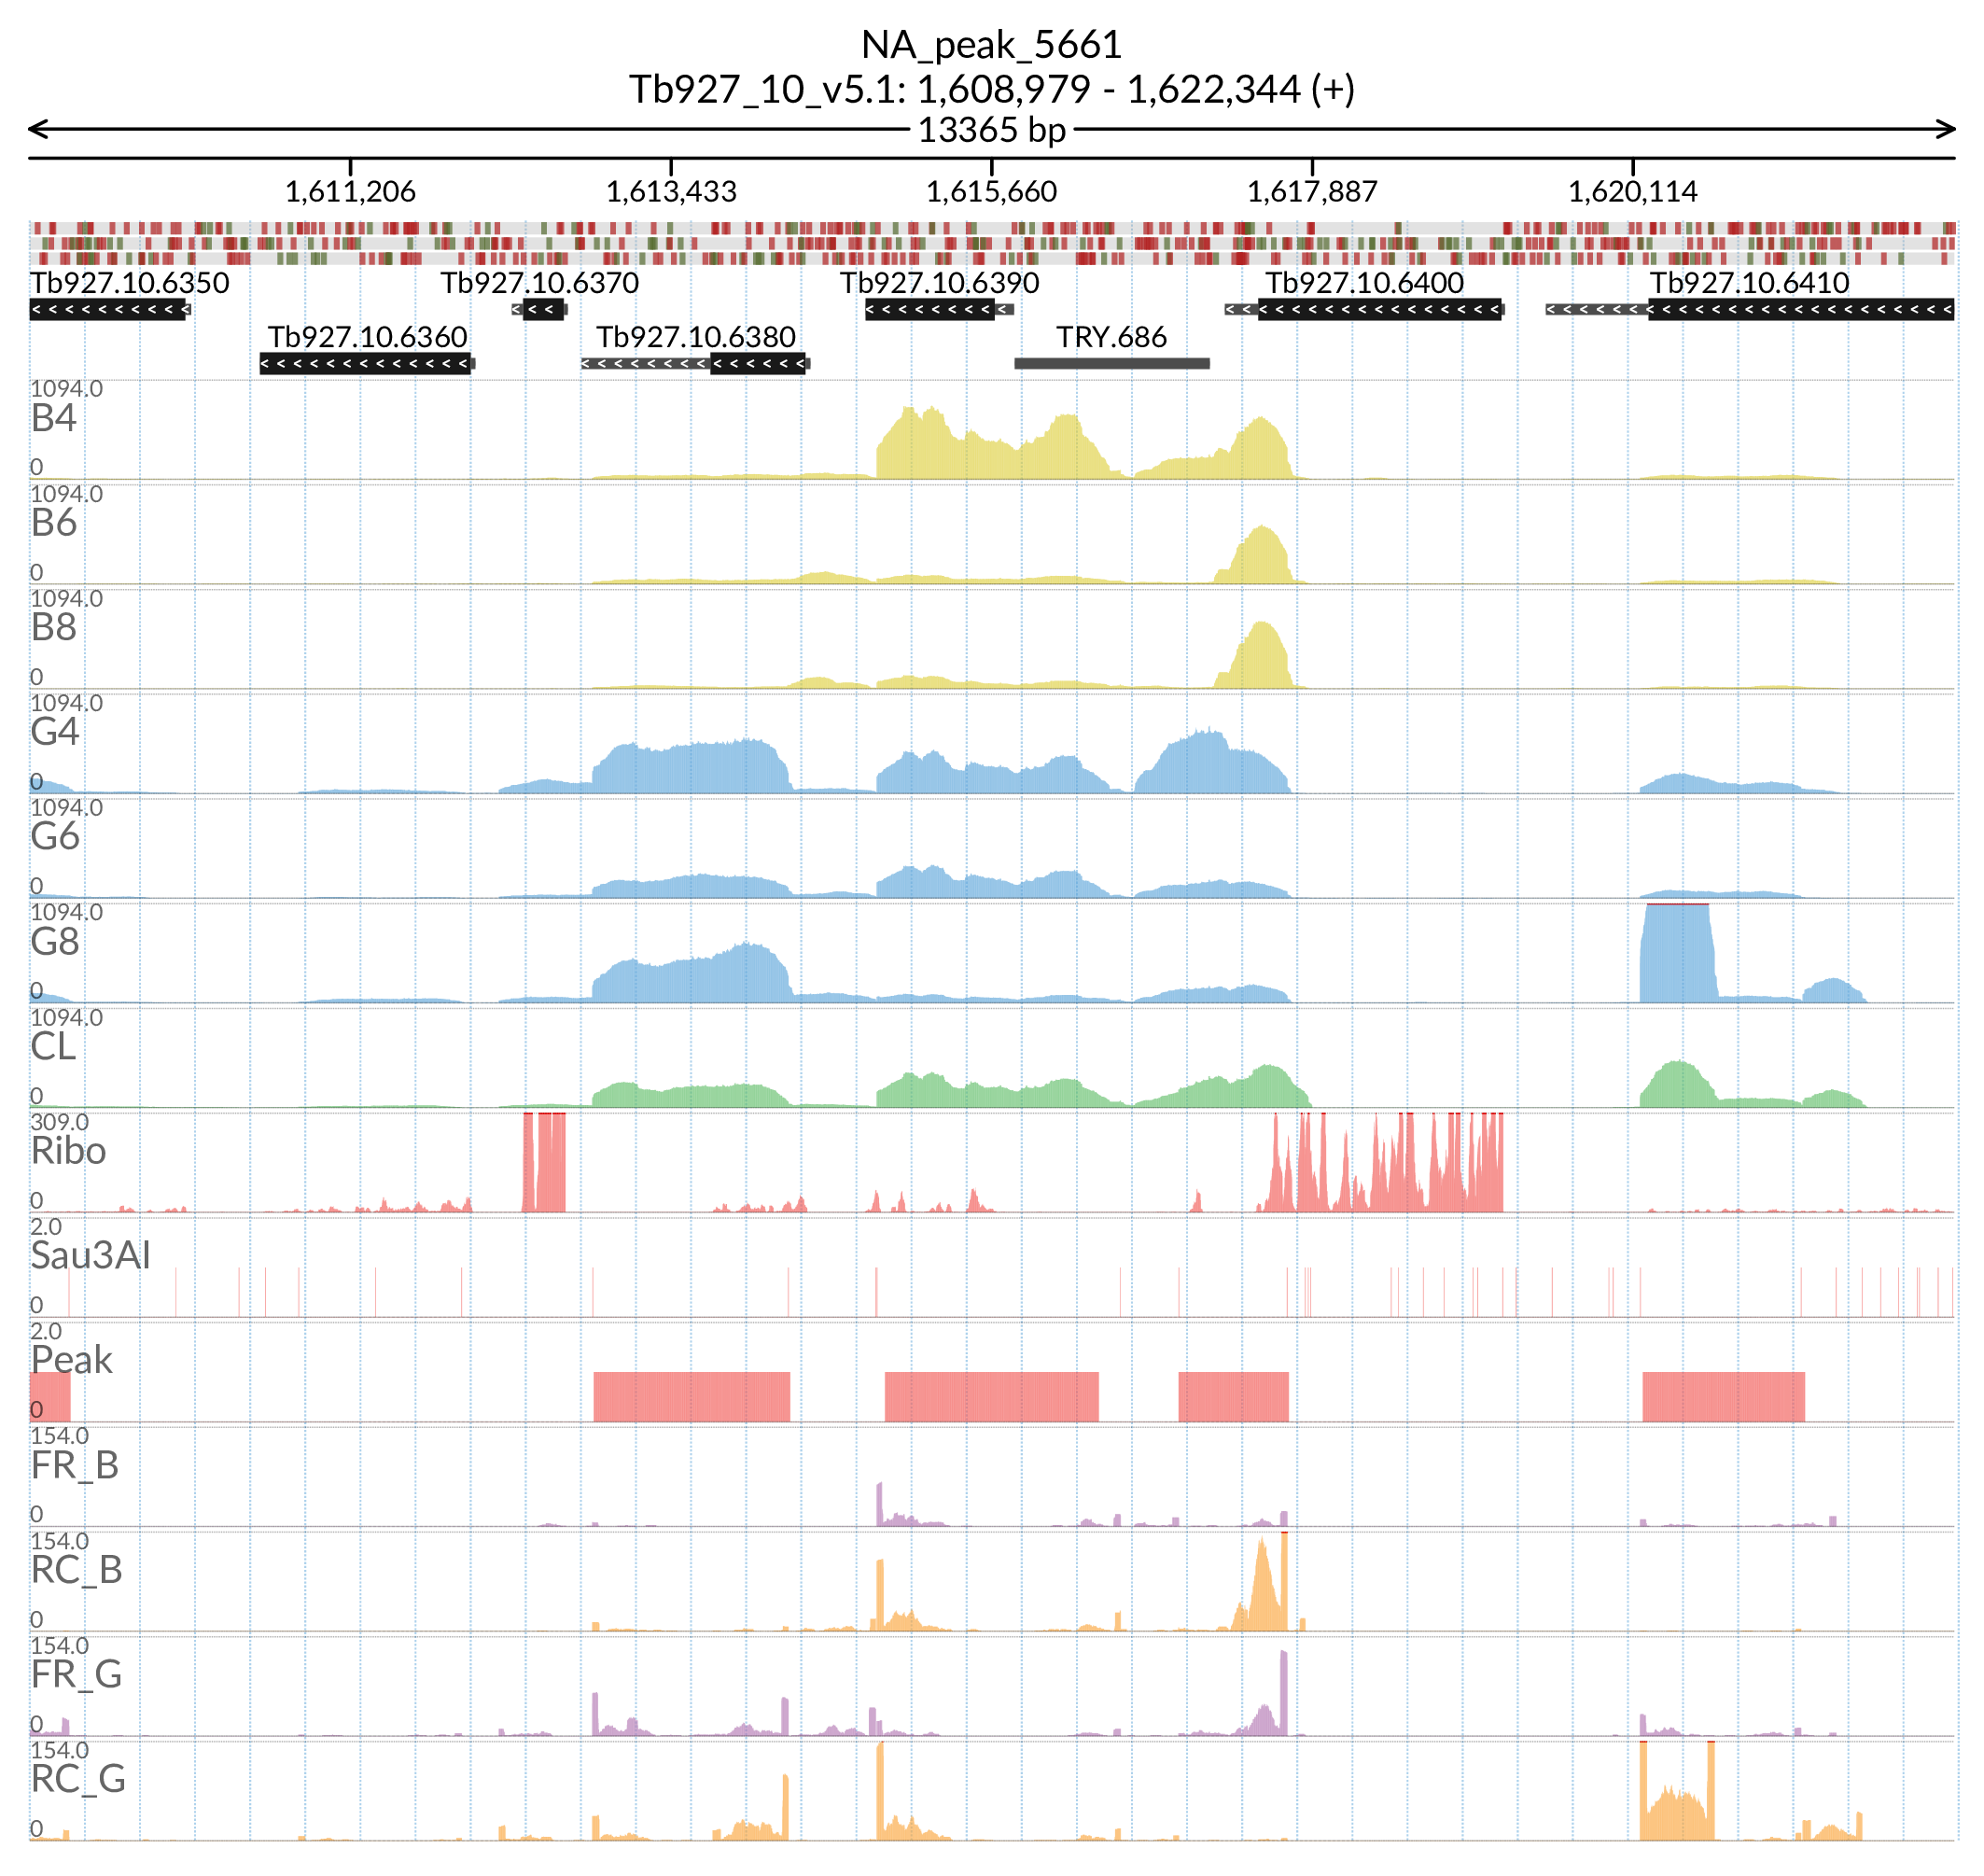 NA_peak_5661
Tb927_10_v5.1: 1,608,979 - 1,622,344 (+)
13365 bp
1,611,206 1,613,433 1,615,660 1,617,887 1,620,114
Tb927.10.6350 Tb927.10.6370 Tb927.10.6390 Tb927.10.6400 Tb927.10.6410
Tb927.10.6360 Tb927.10.6380 TRY.686
1094.0
B4
0
1094.0
B6
0
1094.0
B8
0
1094.0
G4
0
1094.0
G6
0
1094.0
G8
0
1094.0
CL
0
309.0
Ribo
0
2.0
Sau3AI
0
2.0
Peak
0
154.0
FR_B
0
154.0
RC_B
0
154.0
FR_G
0
154.0
RC_G
0